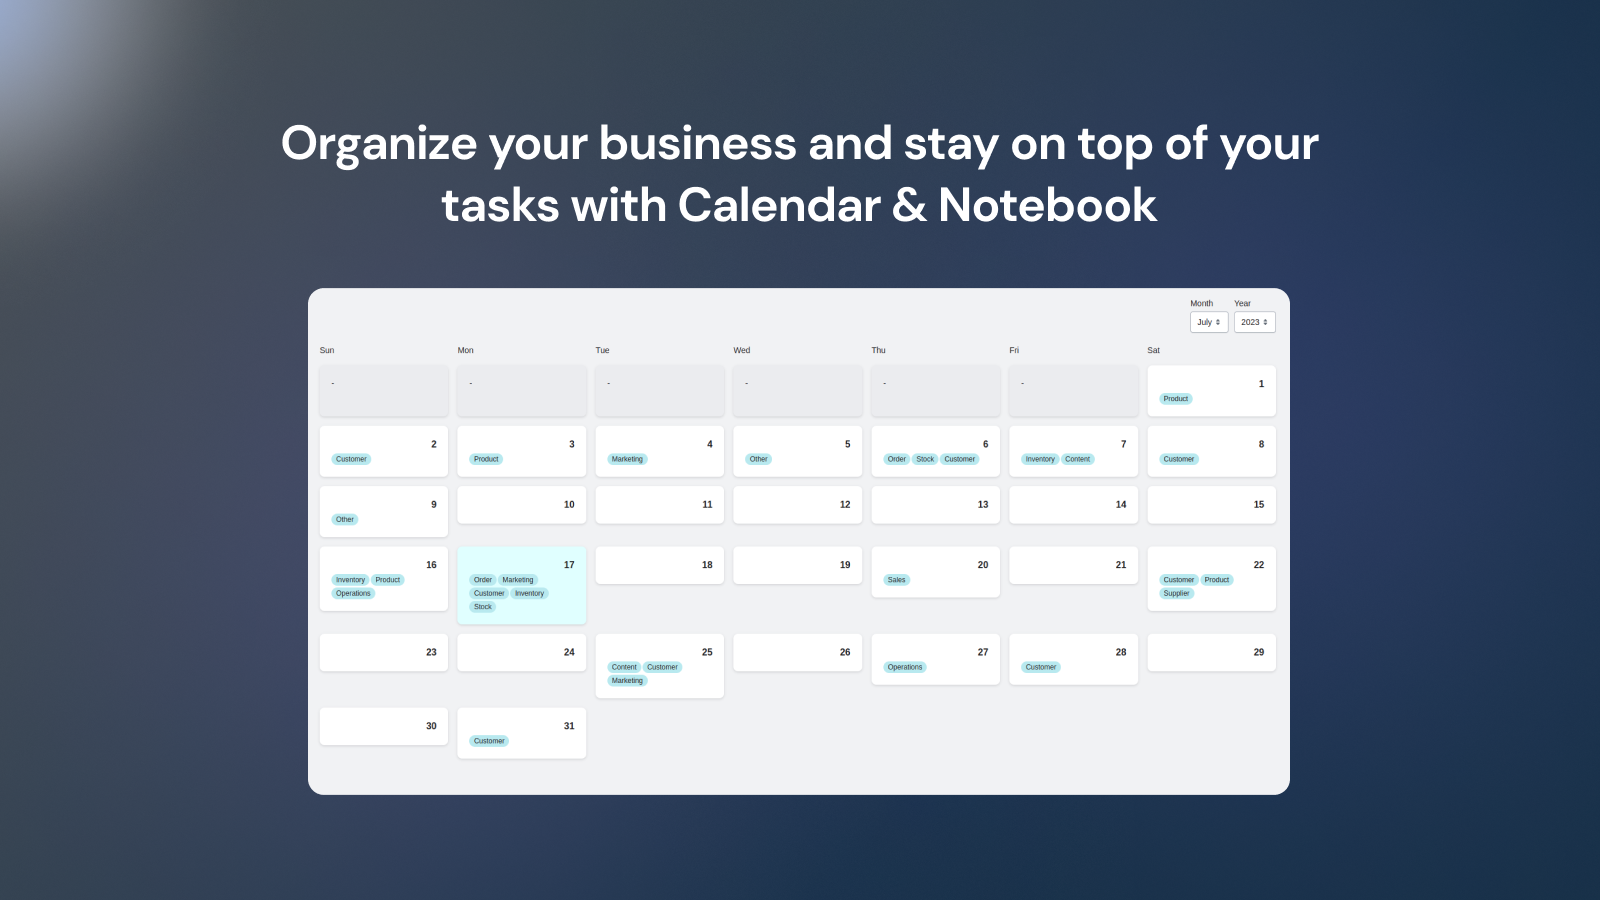 Organize your business and stay on top of your
tasks with Calendar & Notebook
Month Year
July 2023
Sun Mon Tue Wed Thu Fri Sat
- - - - - - 1
Product
2 3 4 5 6 7 8
Customer Product Marketing Other Order Stock Customer Inventory Content Customer
9 10 11 12 13 14 15
Other
16 17 18 19 20 21 22
Inventory Product Order Marketing Sales Customer Product
Operations Customer Inventory Supplier
Stock
23 24 25 26 27 28 29
Content Customer Operations Customer
Marketing
30 31
Customer